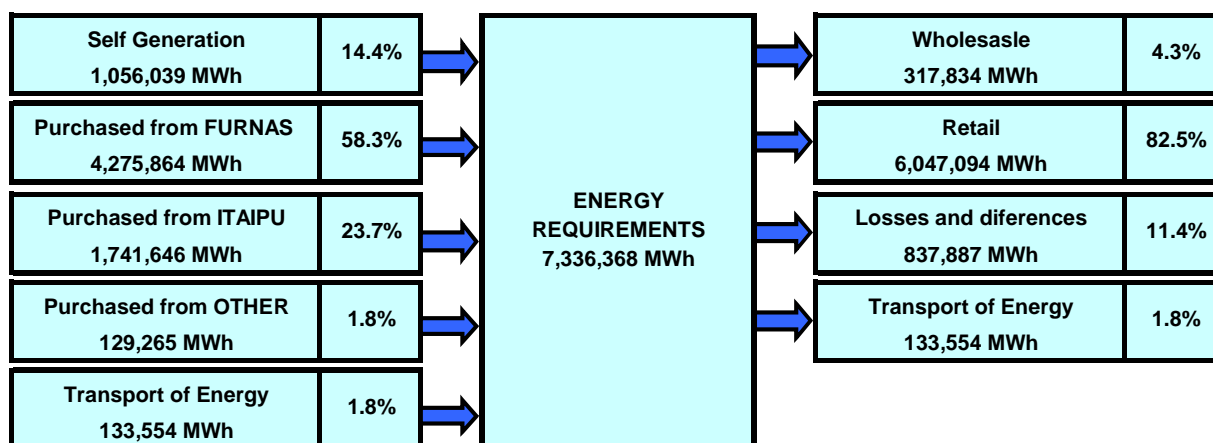 Self Generation
1,056,039 MWh
14.4%
Purchased from FURNAS
4,275,864 MWh
58.3%
Purchased from ITAIPU
1,741,646 MWh
23.7%
Purchased from OTHER
129,265 MWh
1.8%
Transport of Energy
133,554 MWh
1.8%
ENERGY
REQUIREMENTS
7,336,368 MWh
Wholesasle
317,834 MWh
4.3%
Retail
6,047,094 MWh
82.5%
Losses and diferences
837,887 MWh
11.4%
Transport of Energy
133,554 MWh
1.8%